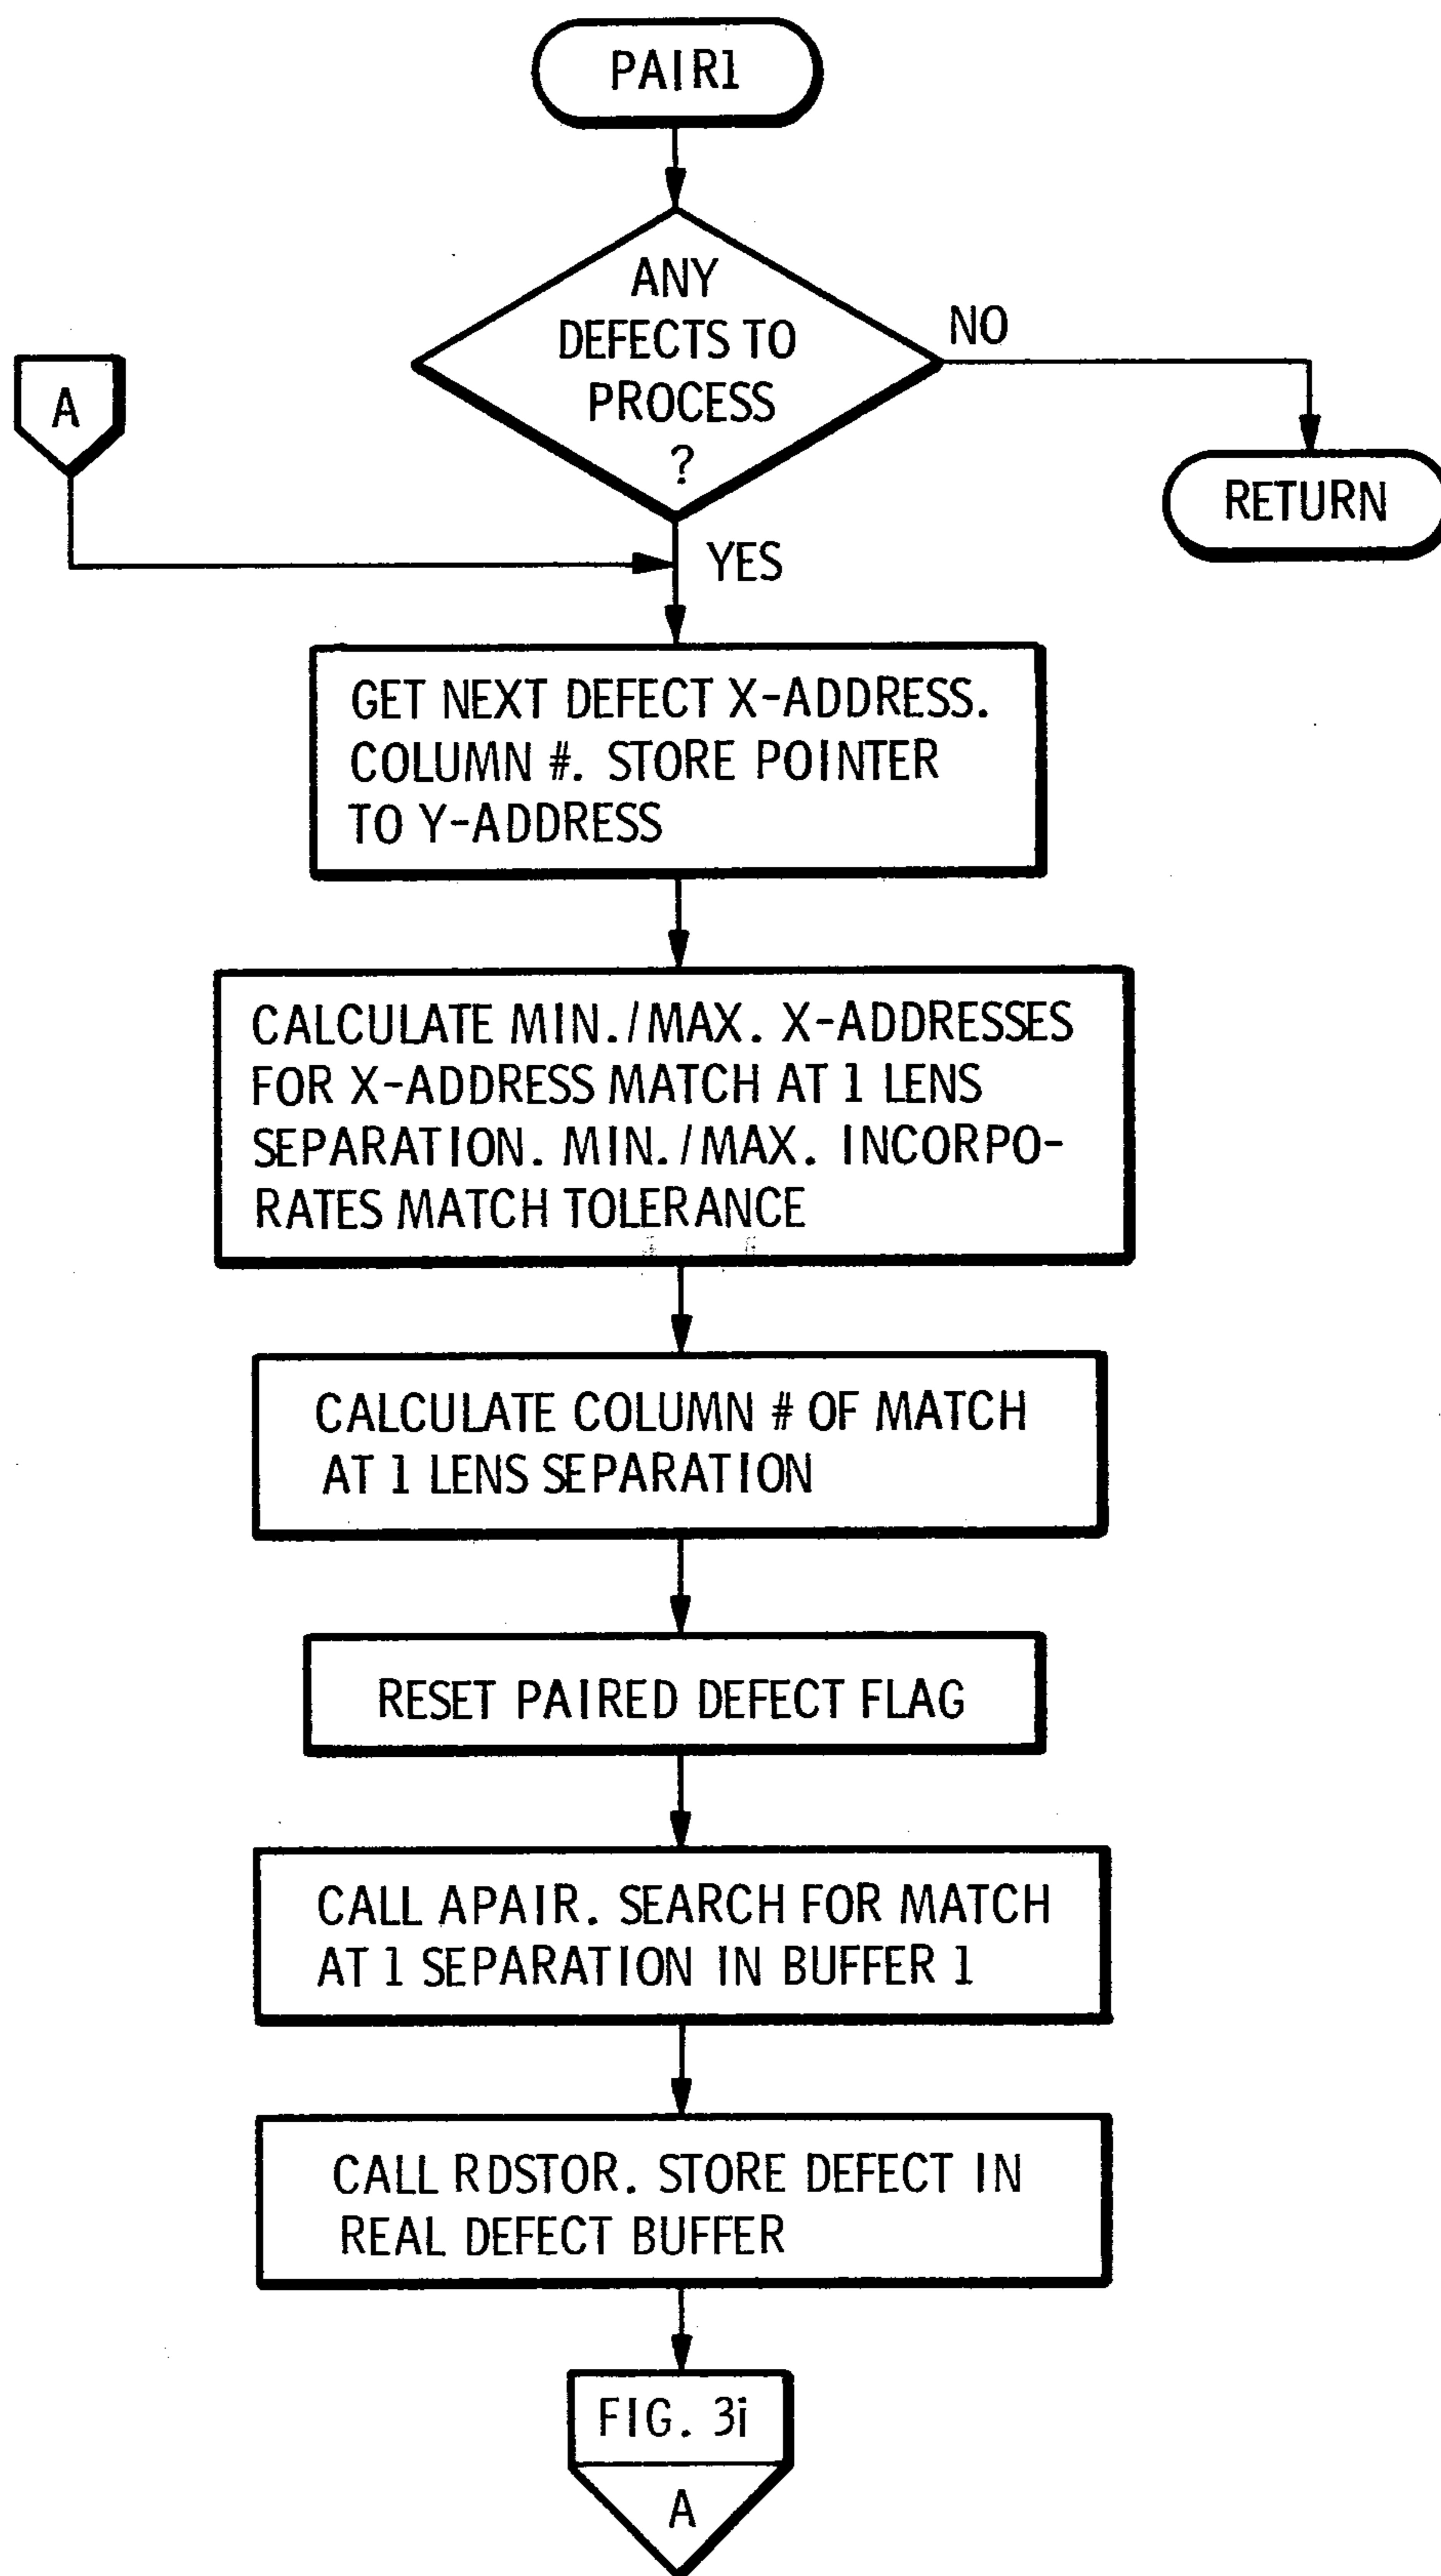 PAIR1
ANY
DEFECTS TO
PROCESS
?
NO
A
RETURN
YES
GET NEXT DEFECT X-ADDRESS.
COLUMN #. STORE POINTER
TO Y-ADDRESS
CALCULATE MIN./MAX. X-ADDRESSES
FOR X-ADDRESS MATCH AT 1 LENS
SEPARATION. MIN./MAX. INCORPO-
RATES MATCH TOLERANCE
CALCULATE COLUMN # OF MATCH
AT 1 LENS SEPARATION
RESET PAIRED DEFECT FLAG
CALL APAIR. SEARCH FOR MATCH
AT 1 SEPARATION IN BUFFER 1
CALL RDSTOR. STORE DEFECT IN
REAL DEFECT BUFFER
FIG. 3i
A